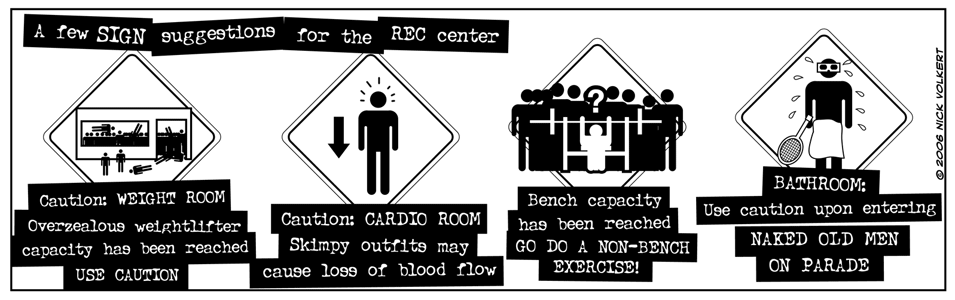 A few SIGN suggestions for the REC center
Caution: WEIGHT ROOM
Overzealous weightlifter
capacity has been reached
USE CAUTION
Caution: CARDIO ROOM
Skimpy outfits may
cause loss of blood flow
?
Bench capacity
has been reached
GO DO A NON-BENCH
EXERCISE!
BATHROOM:
Use caution upon entering
NAKED OLD MEN
ON PARADE
© 2006 NICK VOLKERT